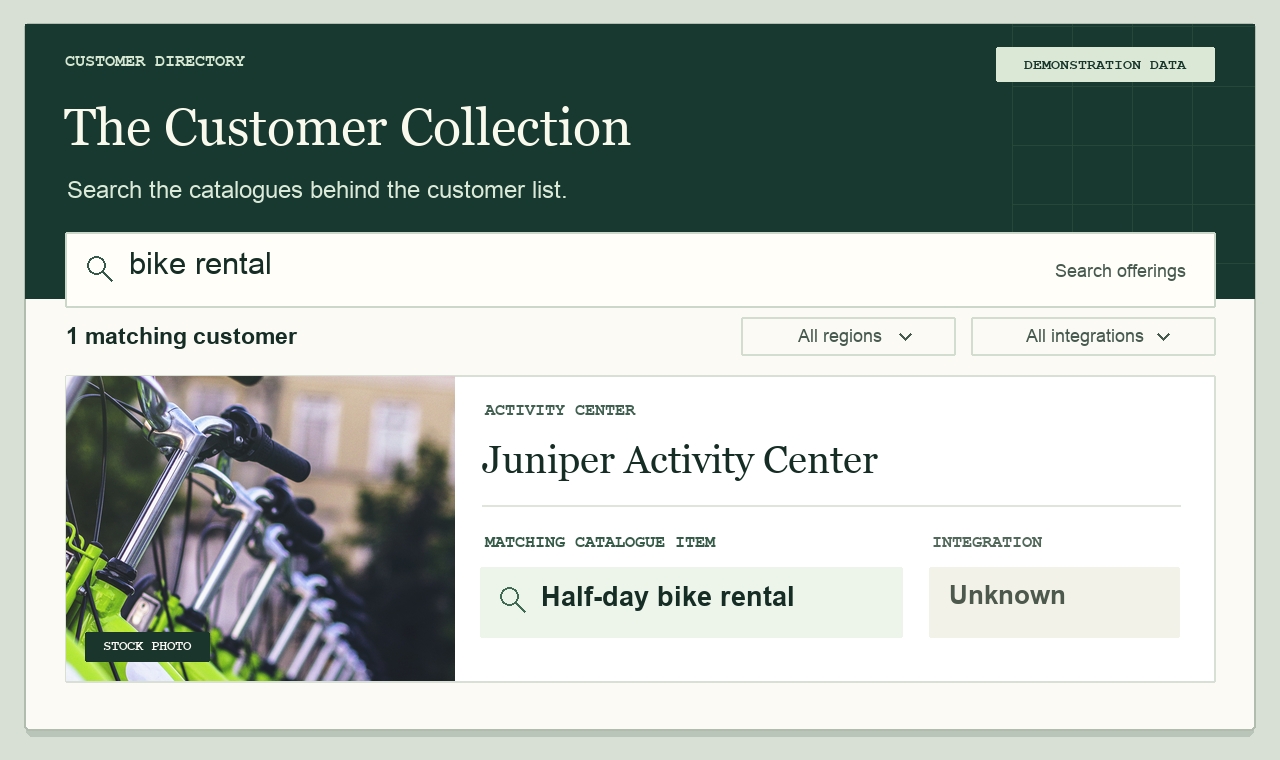 CUSTOMER DIRECTORY
DEMONSTRATION DATA
The Customer Collection
Search the catalogues behind the customer list.
bike rental
Search offerings
1 matching customer
All regions
All integrations
ACTIVITY CENTER
Juniper Activity Center
MATCHING CATALOGUE ITEM
INTEGRATION
Half-day bike rental
Unknown
STOCK PHOTO